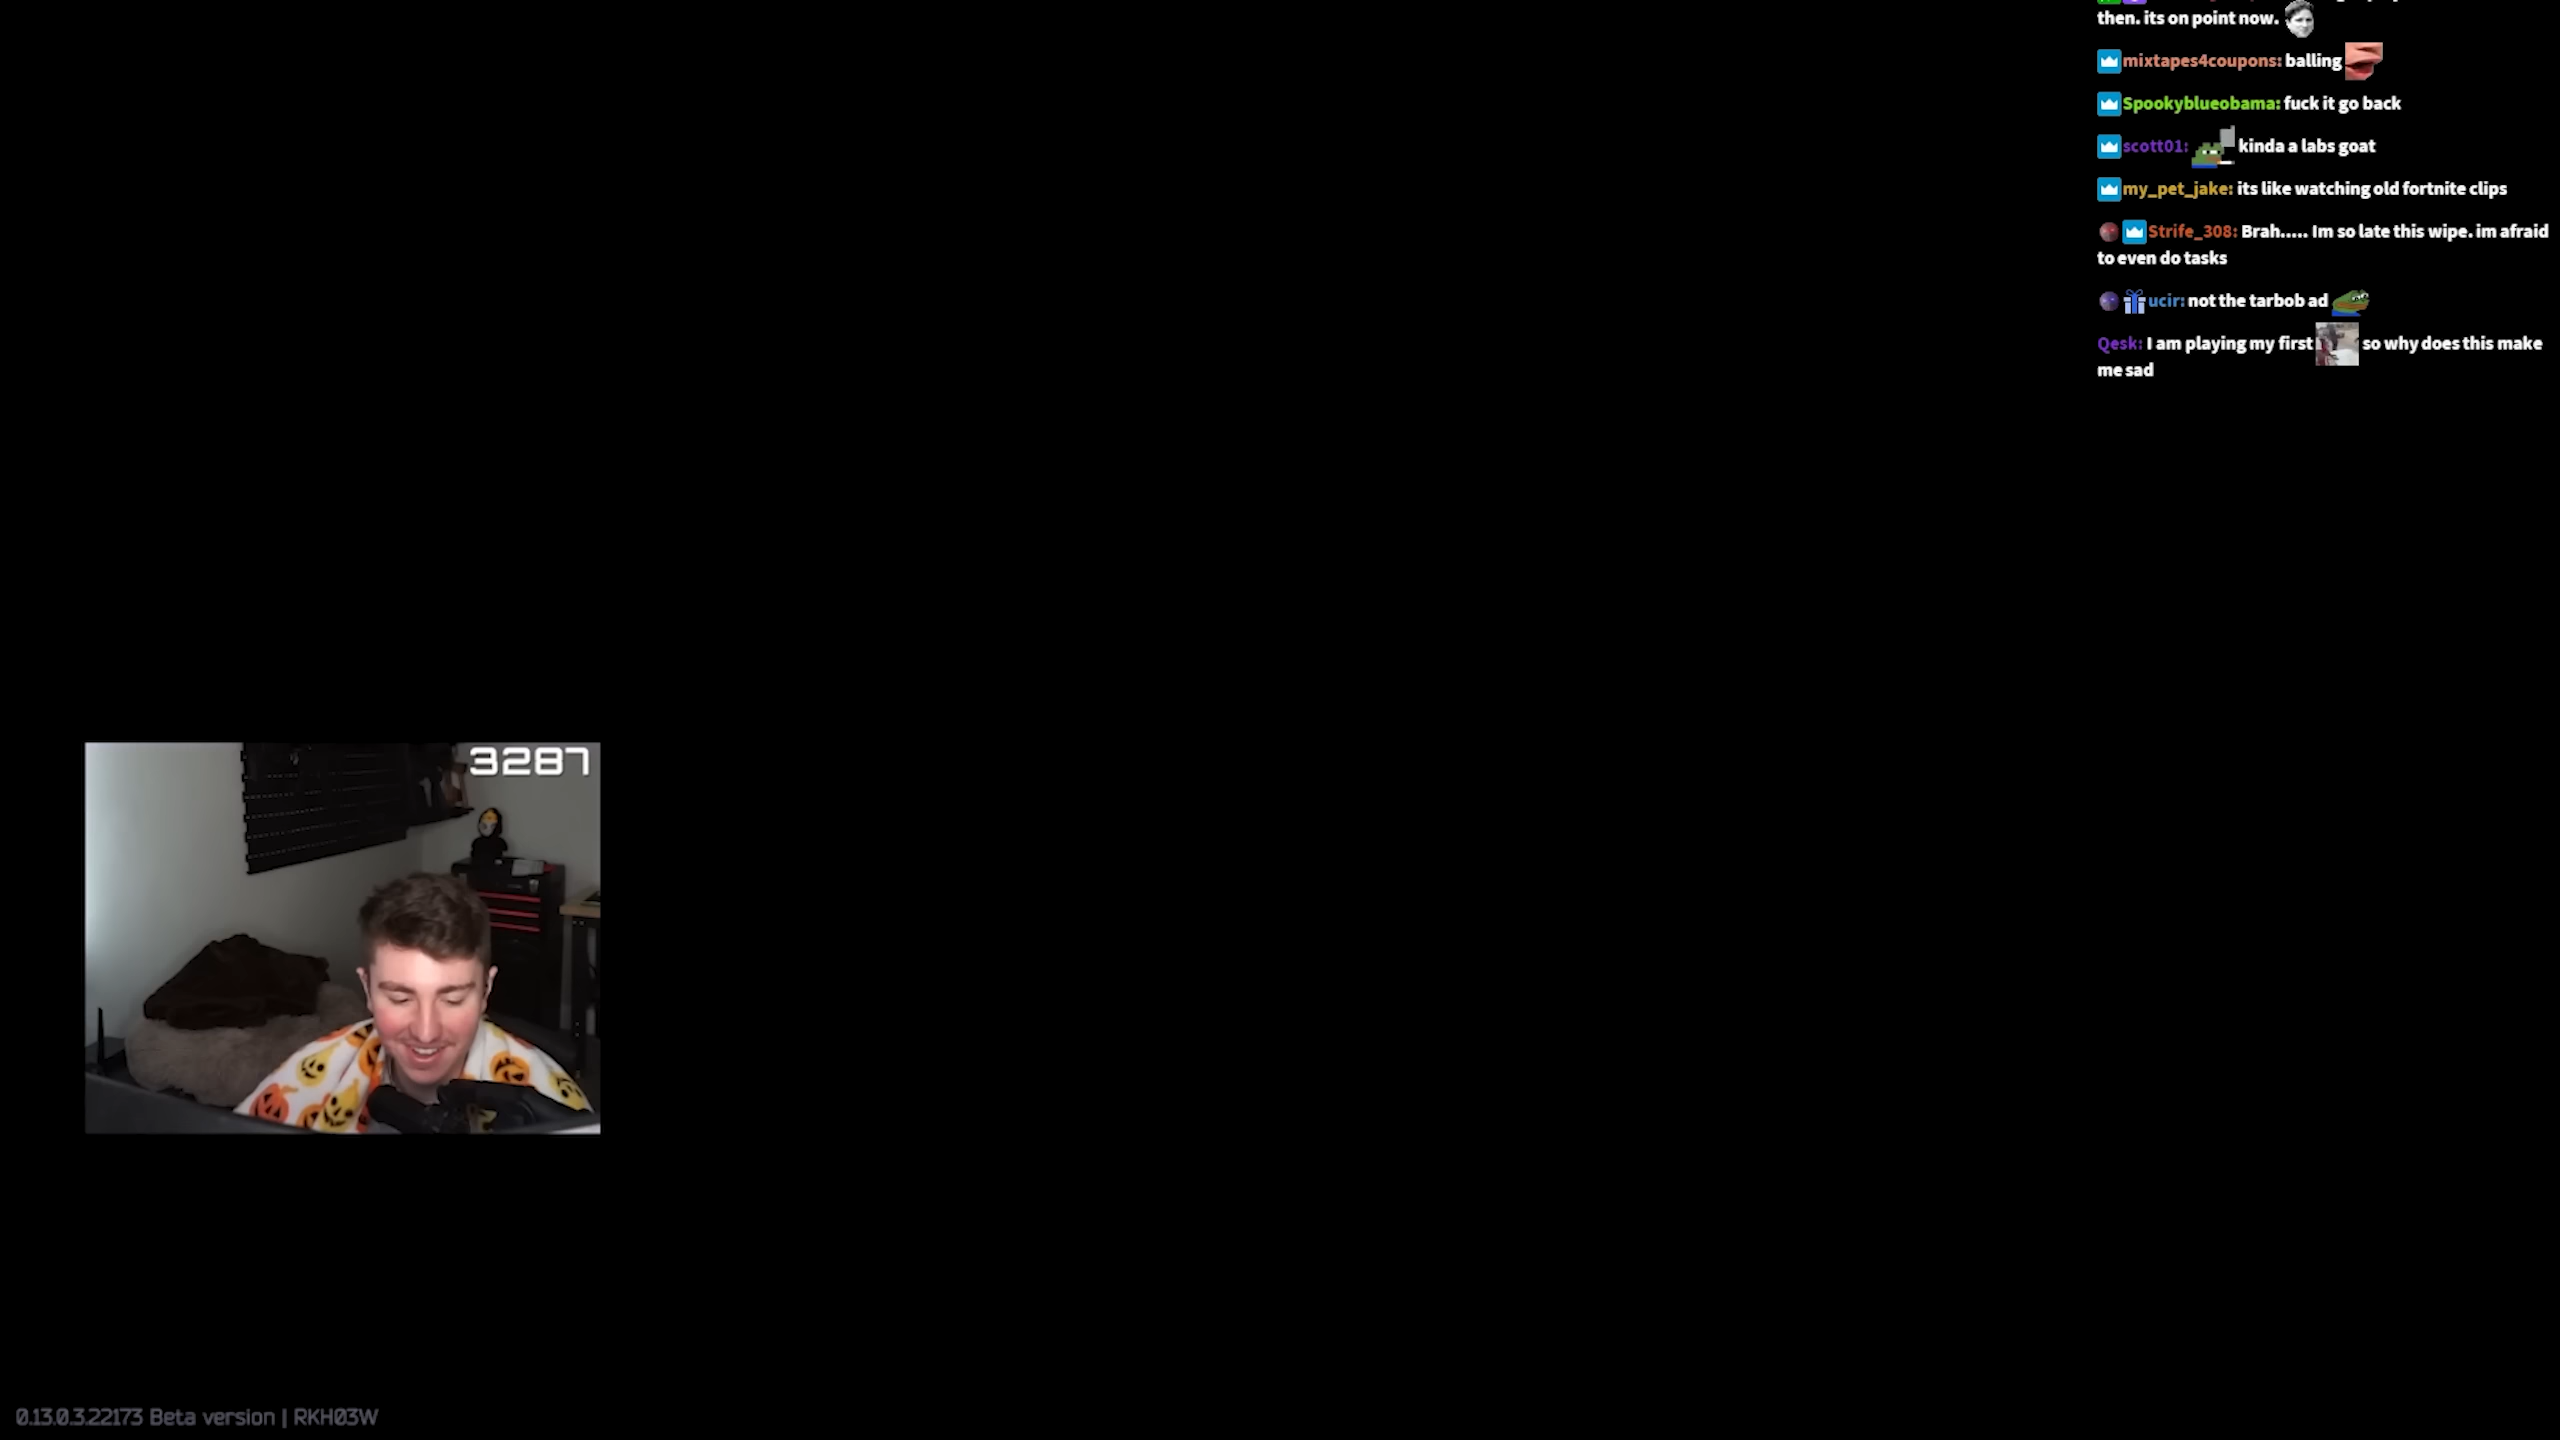 then. its on point now.
mixtapes4coupons: balling
Spookyblueobama: fuck it go back
scott01: kinda a labs goat
my_pet_jake: its like watching old fortnite clips
Strife_308: Brah..... Im so late this wipe. im afraid
to even do tasks
ucir: not the tarbob ad
Qesk: I am playing my first so why does this make
me sad
3287
0.13.0.3.22173 Beta version | RKH03W